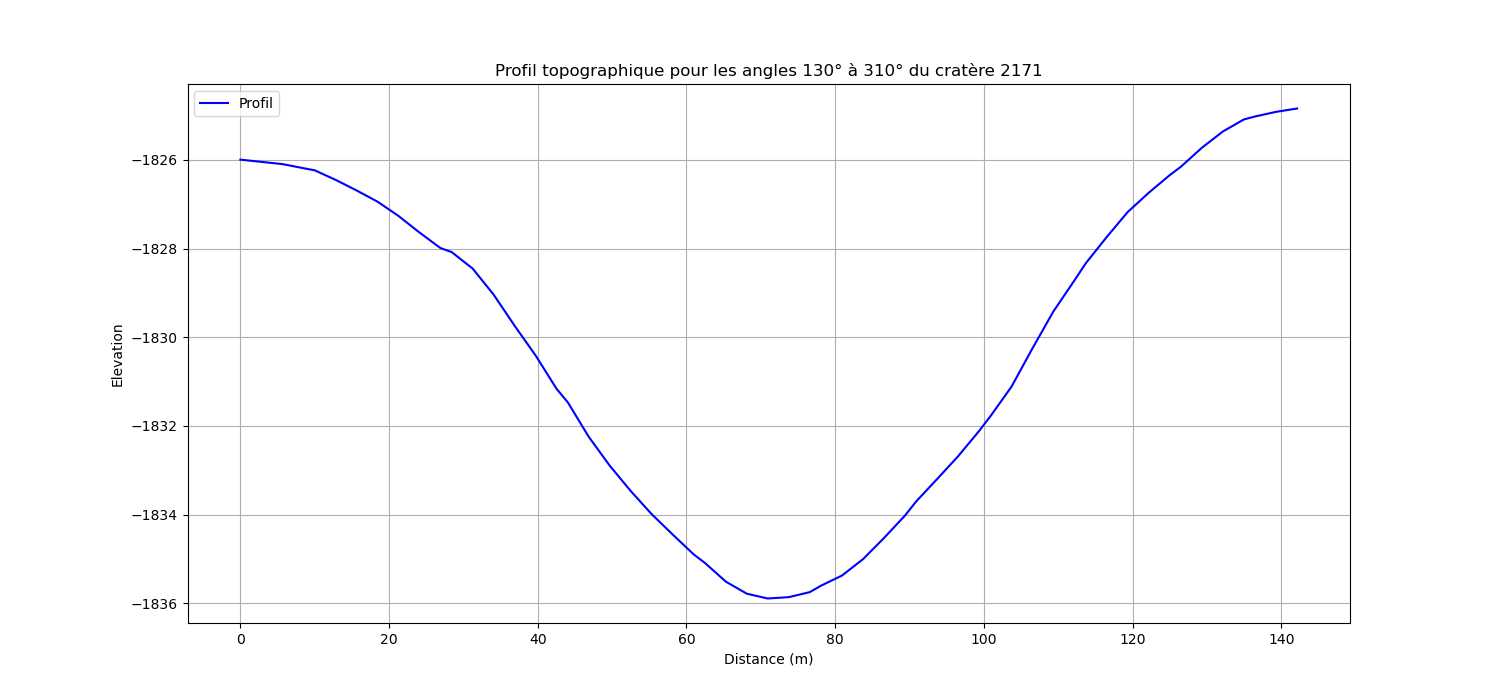 Profil topographique pour les angles 130° à 310° du cratère 2171
Profil
−1826
−1828
−1830
−1832
−1834
−1836
Elevation
0 20 40 60 80 100 120 140
Distance (m)